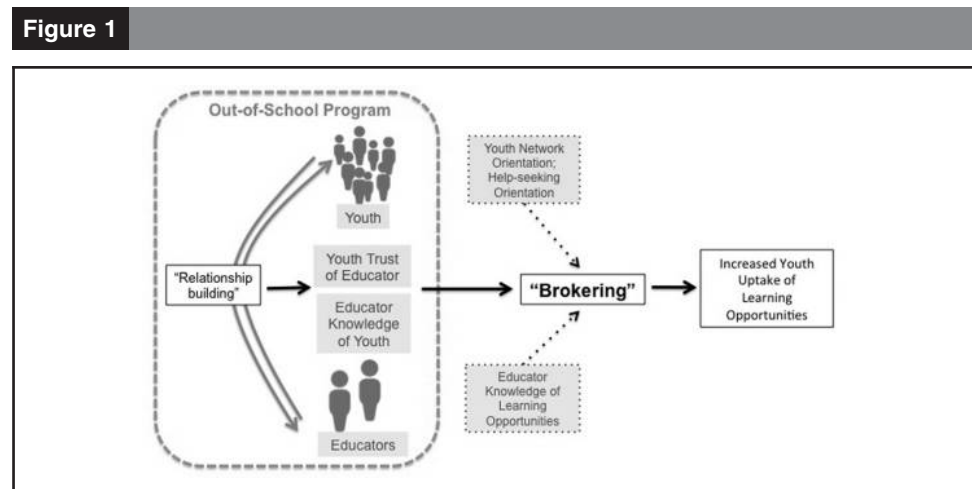 Figure 1
Out-of-School Program
Youth
"Relationship
building"
Youth Trust
of Educator
Educator
Knowledge
of Youth
Educators
Youth Network
Orientation;
Help-seeking
Orientation
"Brokering"
Educator
Knowledge of
Learning
Opportunities
Increased Youth
Uptake of
Learning
Opportunities